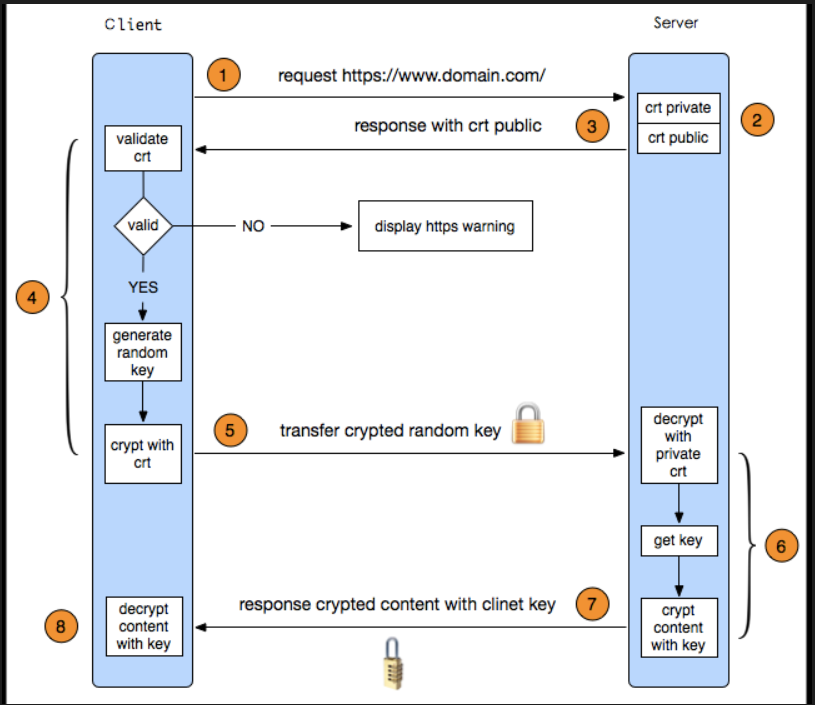 Client
Server
1
request https://www.domain.com/
crt private
2
response with crt public
3
crt public
validate
crt
valid
NO
display https warning
4
YES
generate
random
key
5
transfer crypted random key
decrypt
with
private
crt
crypt with
crt
get key
6
8
decrypt
content
with key
response crypted content with clinet key
7
crypt
content
with key